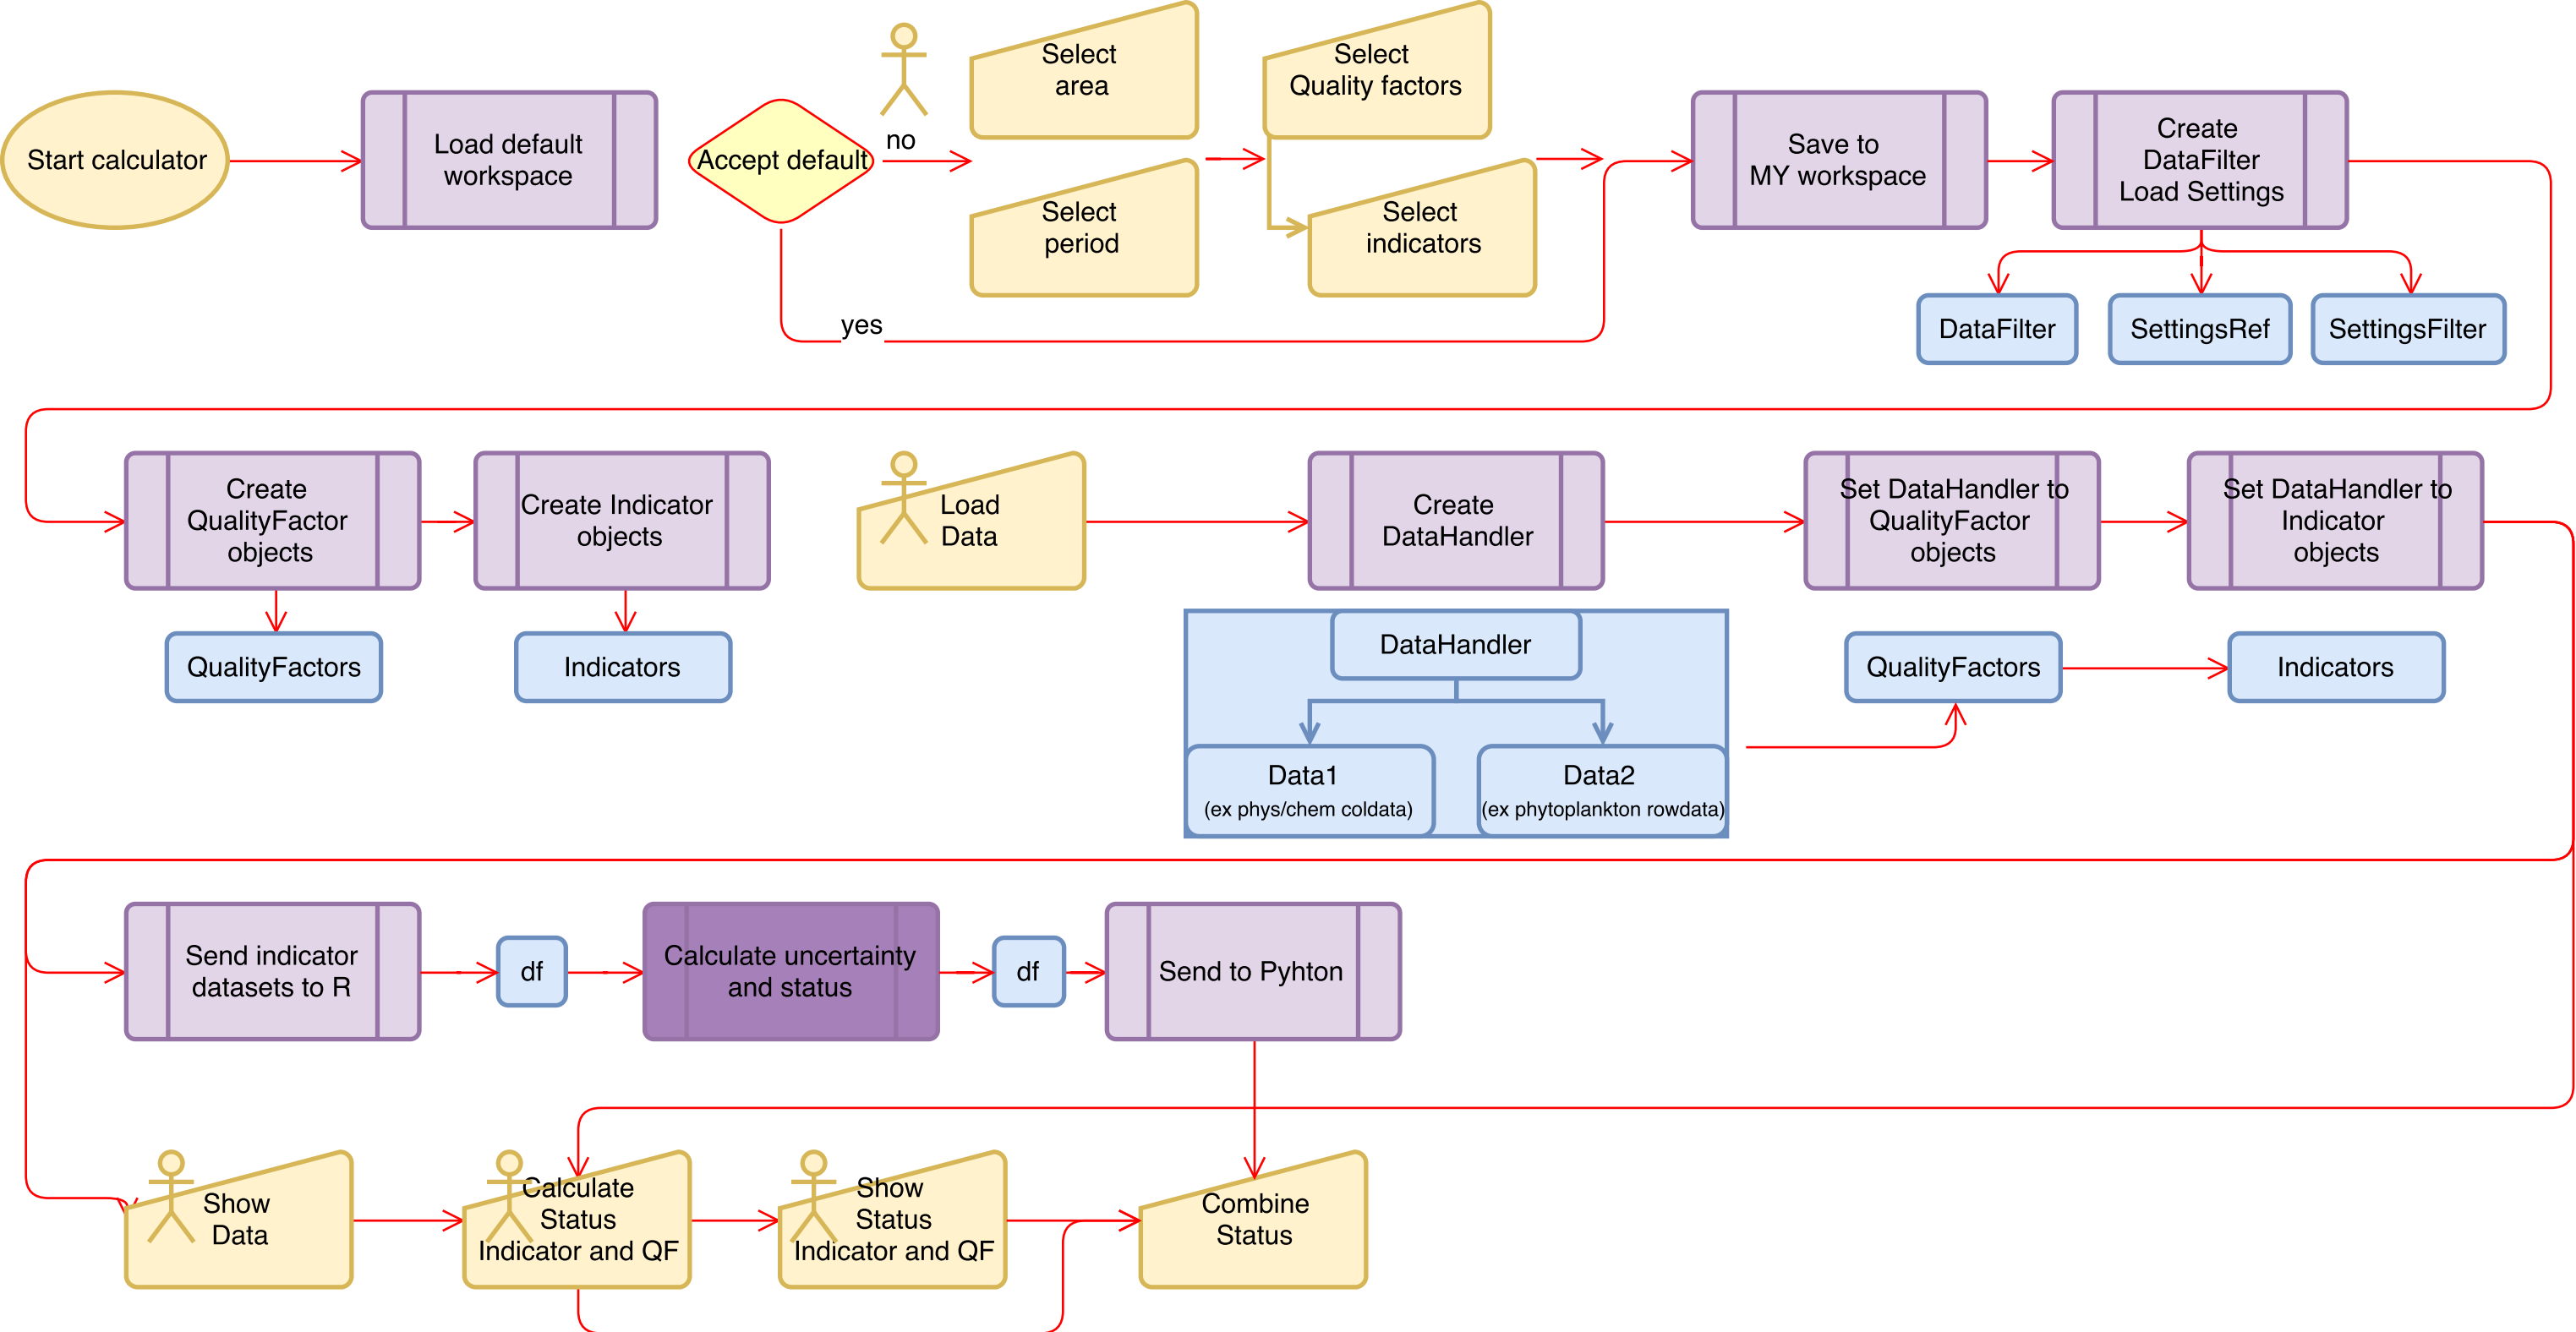 Start calculator
Load default
workspace
Accept default
no
yes
Select
area
Select
period
Select
Quality factors
Select
indicators
Save to
MY workspace
Create
DataFilter
Load Settings
DataFilter
SettingsRef
SettingsFilter
Create
QualityFactor
objects
Create Indicator
objects
Load
Data
Create
DataHandler
Set DataHandler to
QualityFactor
objects
Set DataHandler to
Indicator
objects
QualityFactors
Indicators
DataHandler
Data1
(ex phys/chem coldata)
Data2
(ex phytoplankton rowdata)
QualityFactors
Indicators
Send indicator
datasets to R
df
Calculate uncertainty
and status
df
Send to Pyhton
Show
Data
Calculate
Status
Indicator and QF
Show
Status
Indicator and QF
Combine
Status